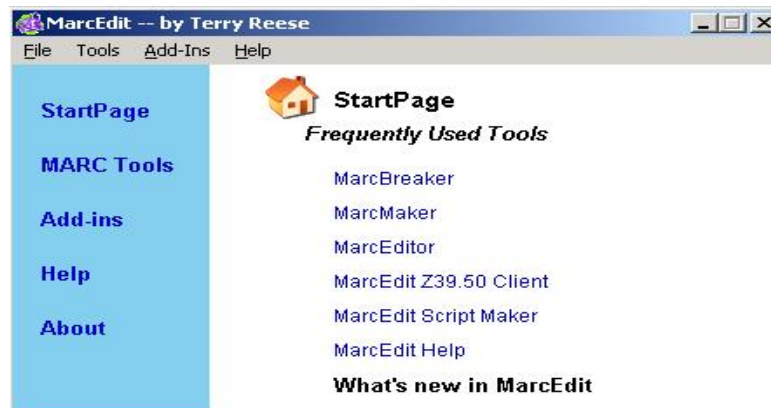 MarcEdit -- by Terry Reese
File Tools Add-Ins Help
StartPage
MARC Tools
Add-ins
Help
About
StartPage
Frequently Used Tools
MarcBreaker
MarcMaker
MarcEditor
MarcEdit Z39.50 Client
MarcEdit Script Maker
MarcEdit Help
What's new in MarcEdit